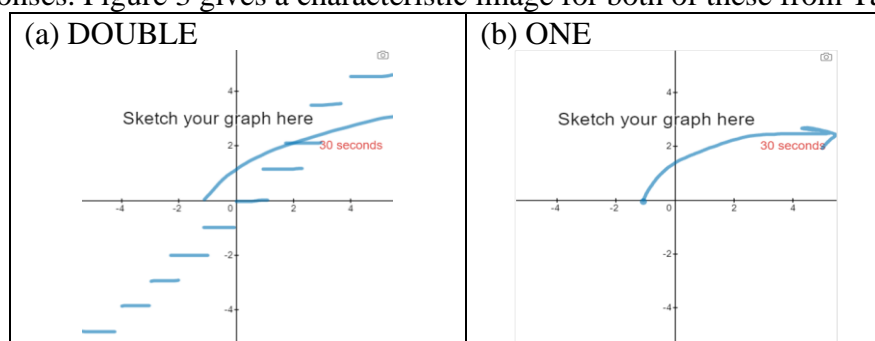 onses. Figure 3 gives a characteristic image for both of these from Ta
(a) DOUBLE
4
Sketch your graph here
2
30 seconds
-4 -2 0 2 4
-2
-4
(b) ONE
4
Sketch your graph here
2
30 seconds
-4 -2 0 2 4
-2
-4